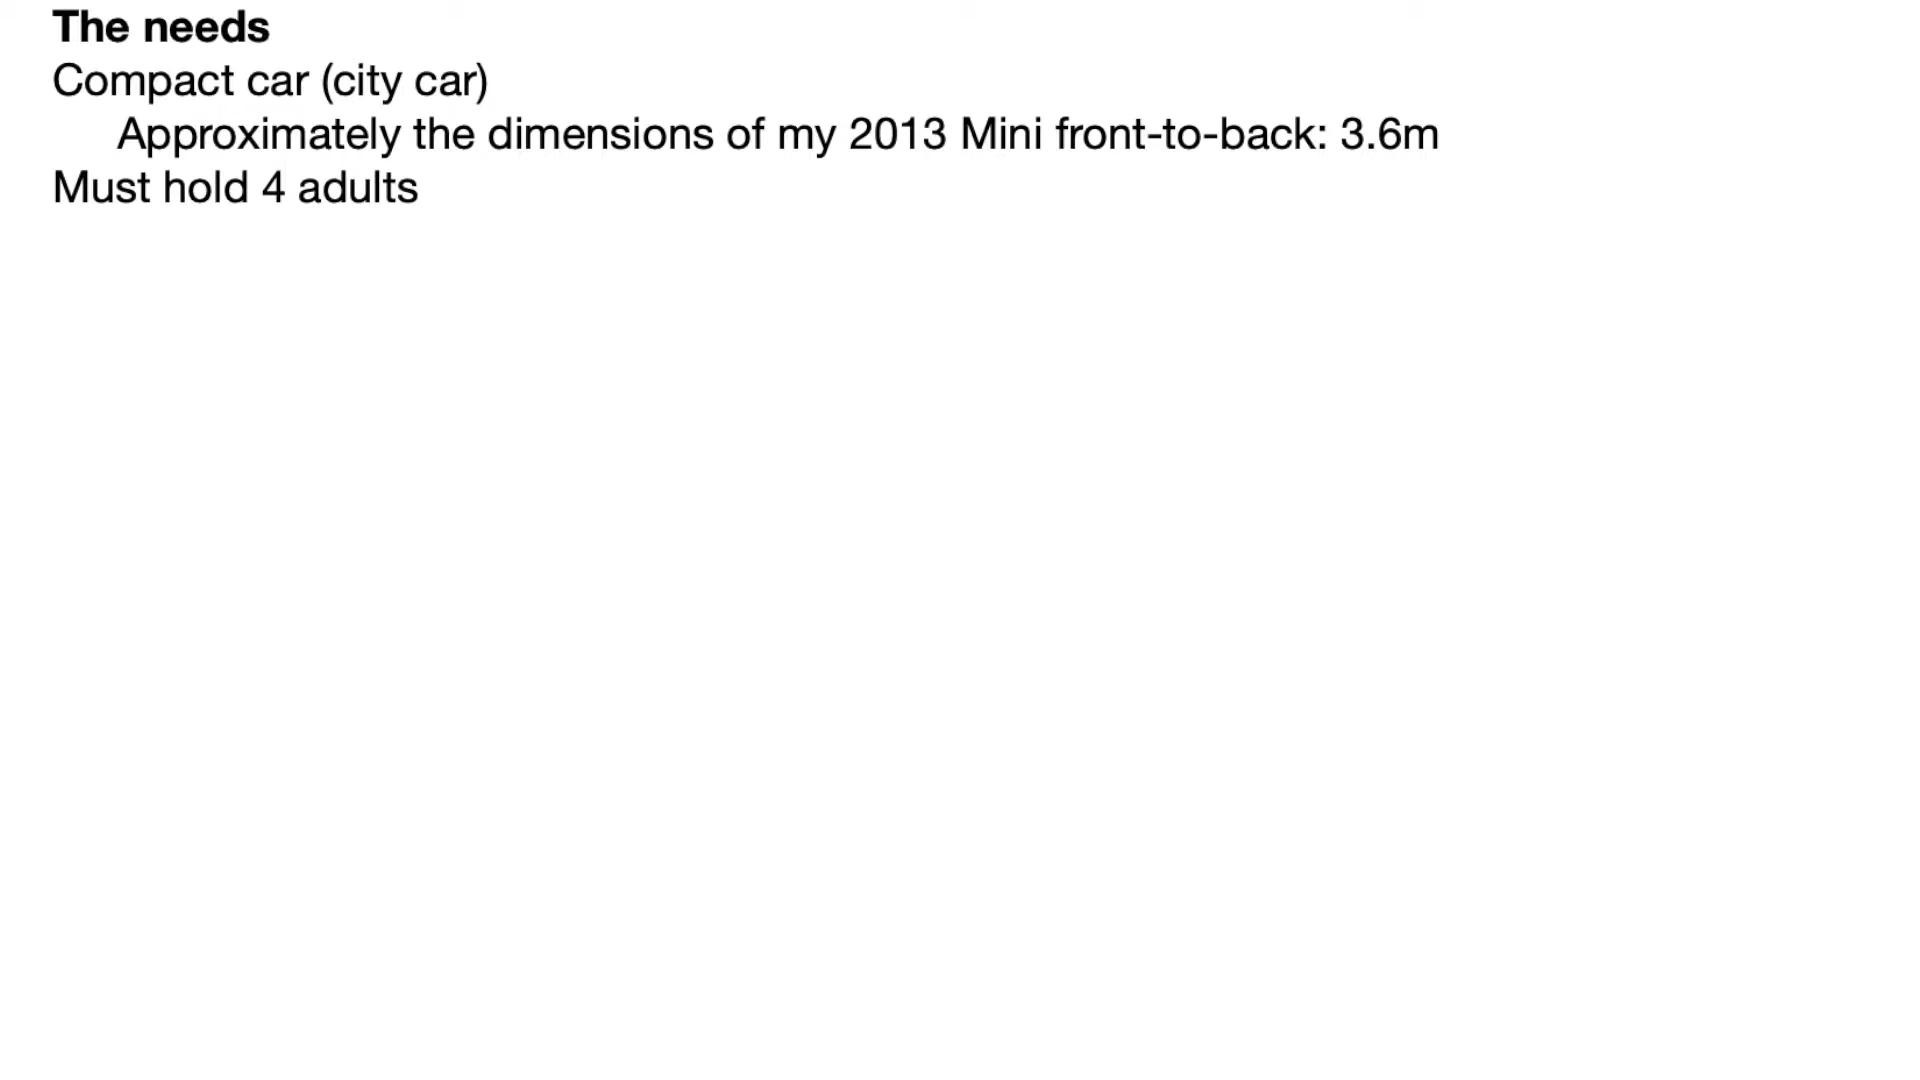 The needs
Compact car (city car)
Approximately the dimensions of my 2013 Mini front-to-back: 3.6m
Must hold 4 adults